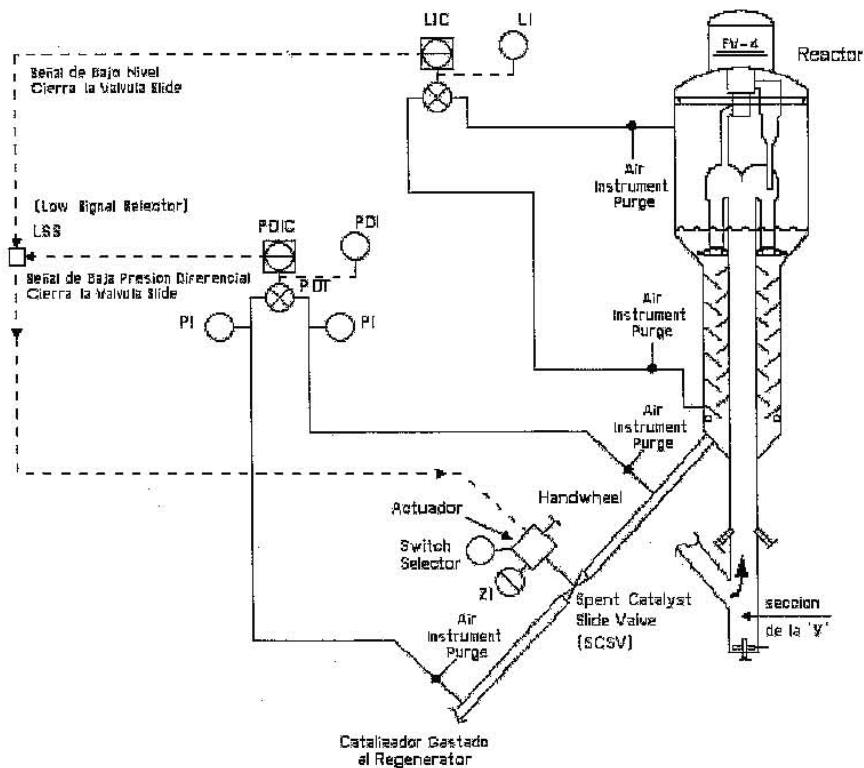 LIC
LI
Reactor
Señal de Bajo Nivel
Cierra la Valvula Slide
Air
Instrument
Purge
(Low Signal Selector)
LSS
PDIC
PDI
PDT
Señal de Baja Presion Diferencial
Cierra la Valvula Slide
PI
PI
Air
Instrument
Purge
Air
Instrument
Purge
Handwheel
Actuador
Switch
Selector
ZI
Spent Catalyst
Slide Valve
(SCSV)
seccion
de la "Y"
Air
Instrument
Purge
Catalizador Gastado
al Regenerator